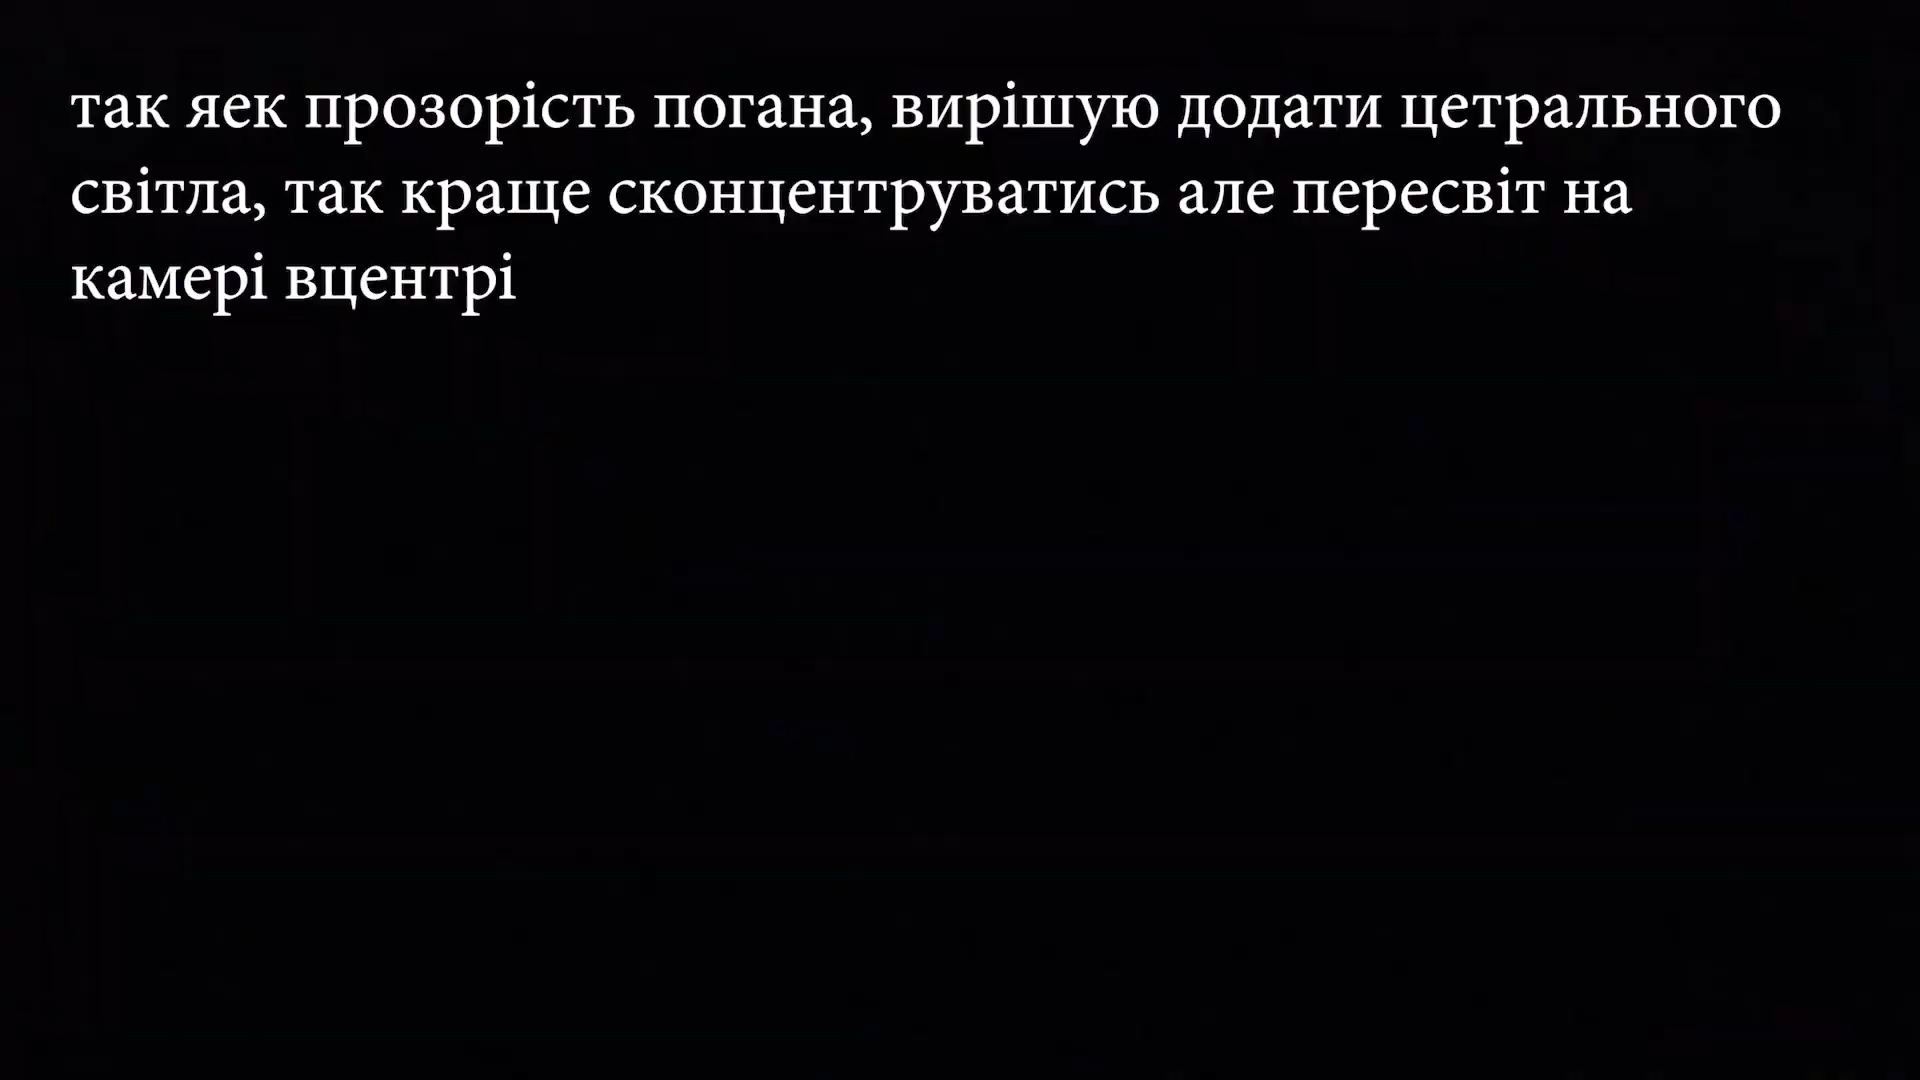 так яек прозорість погана, вирішую додати цетрального
світла, так краще сконцентруватись але пересвіт на
камері вцентрі